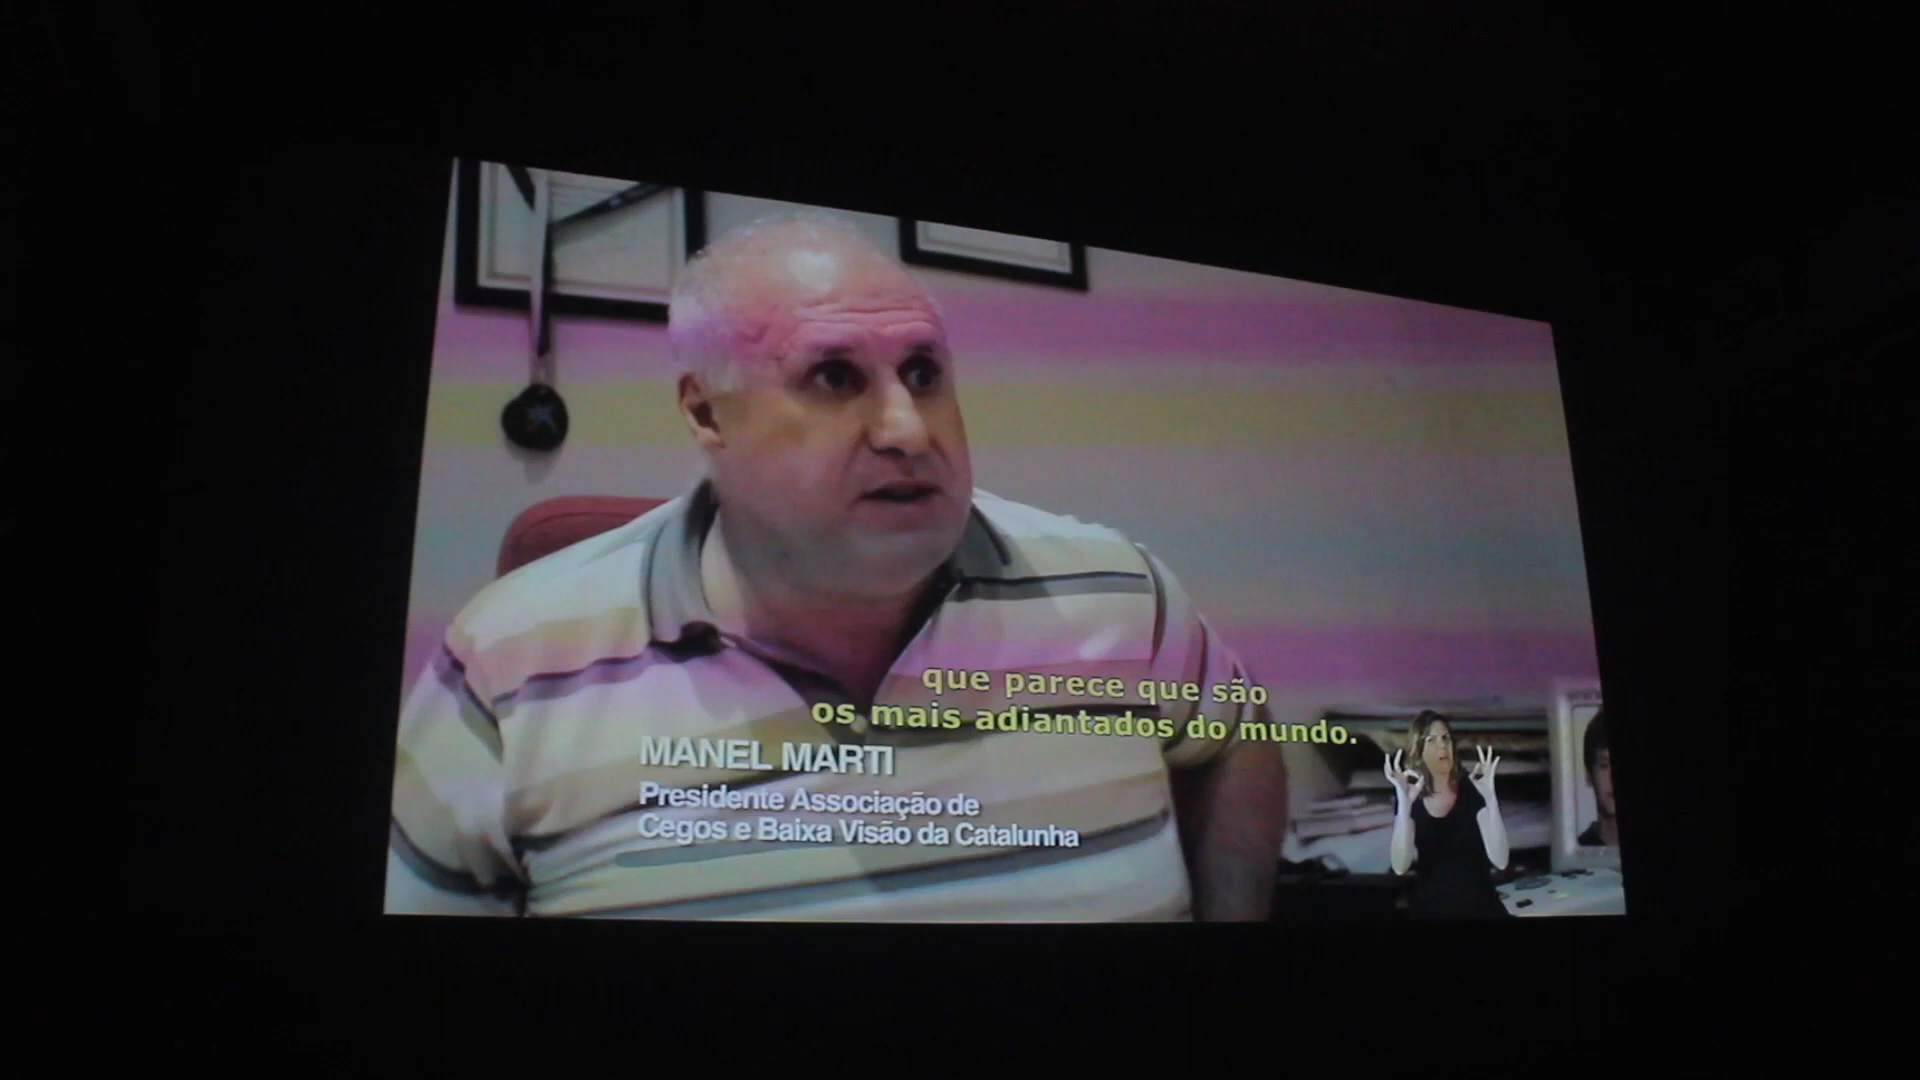 que parece que são
os mais adiantados do mundo.
MANEL MARTI
Presidente Associação de
Cegos e Baixa Visão da Catalunha